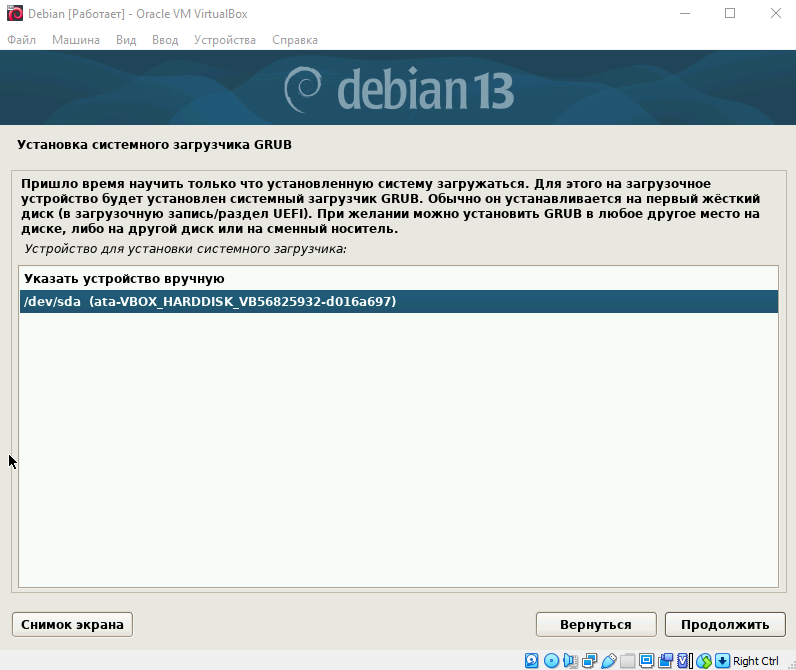 Debian [Работает] - Oracle VM VirtualBox
Файл Машина Вид Ввод Устройства Справка
debian 13
Установка системного загрузчика GRUB
Пришло время научить только что установленную систему загружаться. Для этого на загрузочное
устройство будет установлен системный загрузчик GRUB. Обычно он устанавливается на первый жёсткий
диск (в загрузочную запись/раздел UEFI). При желании можно установить GRUB в любое другое место на
диске, либо на другой диск или на сменный носитель.
Устройство для установки системного загрузчика:
Указать устройство вручную
/dev/sda (ata-VBOX_HARDDISK_VB56825932-d016a697)
Снимок экрана Вернуться Продолжить
Right Ctrl